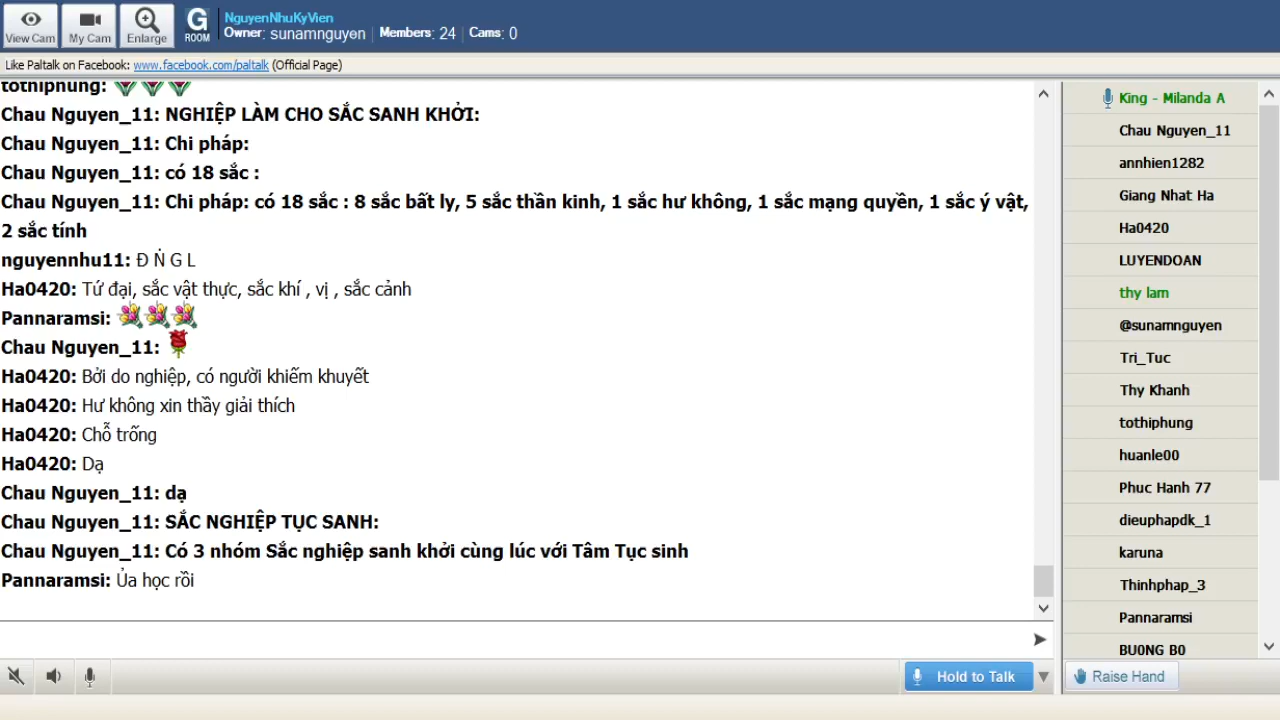 View Cam
My Cam
Enlarge
G
ROOM
NguyenNhuKyVien
Owner: sunamnguyen | Members: 24 | Cams: 0
Like Paltalk on Facebook: www.facebook.com/paltalk (Official Page)
tothiphung:
Chau Nguyen_11: NGHIỆP LÀM CHO SẮC SANH KHỞI:
Chau Nguyen_11: Chi pháp:
Chau Nguyen_11: có 18 sắc :
Chau Nguyen_11: Chi pháp: có 18 sắc : 8 sắc bất ly, 5 sắc thần kinh, 1 sắc hư không, 1 sắc mạng quyền, 1 sắc ý vật,
2 sắc tính
nguyennhu11: Đ Ṅ G L
Ha0420: Tứ đại, sắc vật thực, sắc khí , vị , sắc cảnh
Pannaramsi:
Chau Nguyen_11:
Ha0420: Bởi do nghiệp, có người khiếm khuyết
Ha0420: Hư không xin thầy giải thích
Ha0420: Chỗ trống
Ha0420: Dạ
Chau Nguyen_11: dạ
Chau Nguyen_11: SẮC NGHIỆP TỤC SANH:
Chau Nguyen_11: Có 3 nhóm Sắc nghiệp sanh khởi cùng lúc với Tâm Tục sinh
Pannaramsi: Ủa học rồi
King - Milanda A
Chau Nguyen_11
annhien1282
Giang Nhat Ha
Ha0420
LUYENDOAN
thy lam
@sunamnguyen
Tri_Tuc
Thy Khanh
tothiphung
huanle00
Phuc Hanh 77
dieuphapdk_1
karuna
Thinhphap_3
Pannaramsi
BU0NG B0
Hold to Talk
Raise Hand